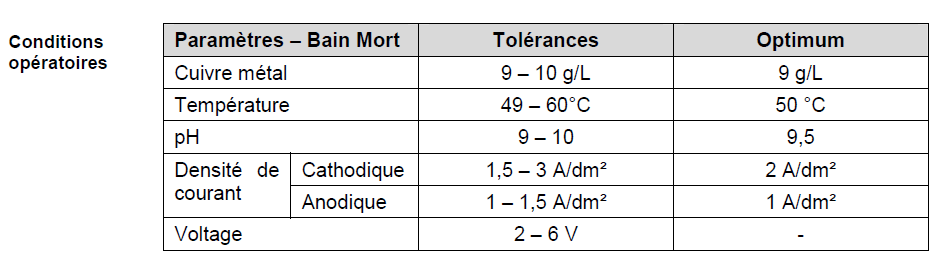 Conditions
opératoires
Paramètres – Bain Mort Tolérances Optimum
Cuivre métal 9 – 10 g/L 9 g/L
Température 49 – 60°C 50 °C
pH 9 – 10 9,5
Densité de courant Cathodique 1,5 – 3 A/dm² 2 A/dm²
Anodique 1 – 1,5 A/dm² 1 A/dm²
Voltage 2 – 6 V -